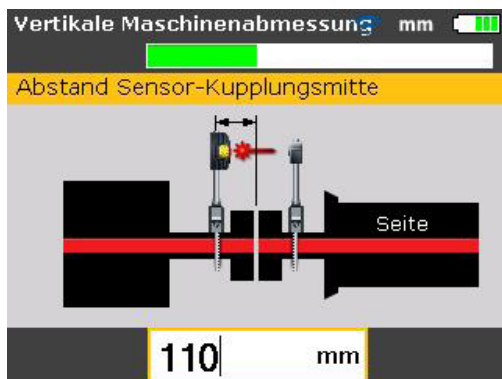 Vertikale Maschinenabmessung mm
Abstand Sensor-Kupplungsmitte
Seite
110 mm